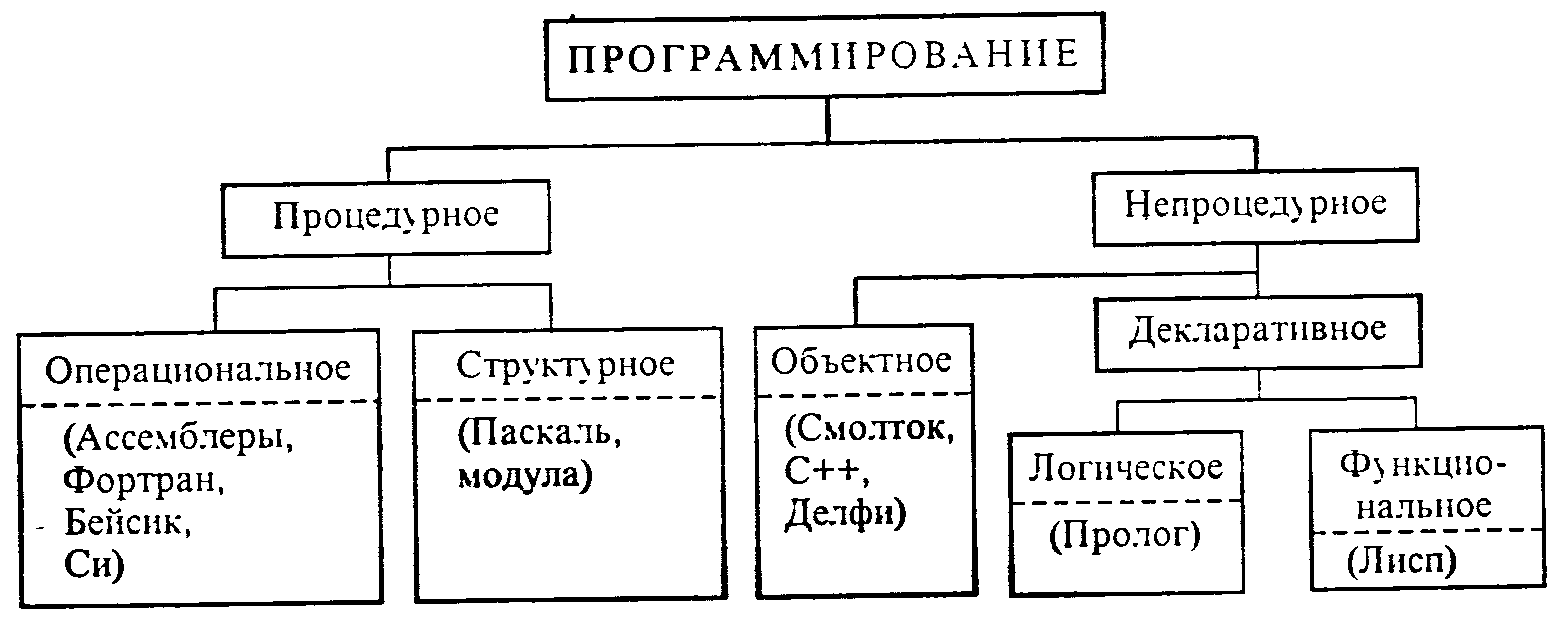 ПРОГРАММИРОВАНИЕ
Процедурное
Непроцедурное
Операциональное
(Ассемблеры,
Фортран,
Бейсик,
Си)
Структурное
(Паскаль,
модула)
Объектное
(Смолток,
С++,
Делфи)
Декларативное
Логическое
(Пролог)
Функцио-
нальное
(Лисп)